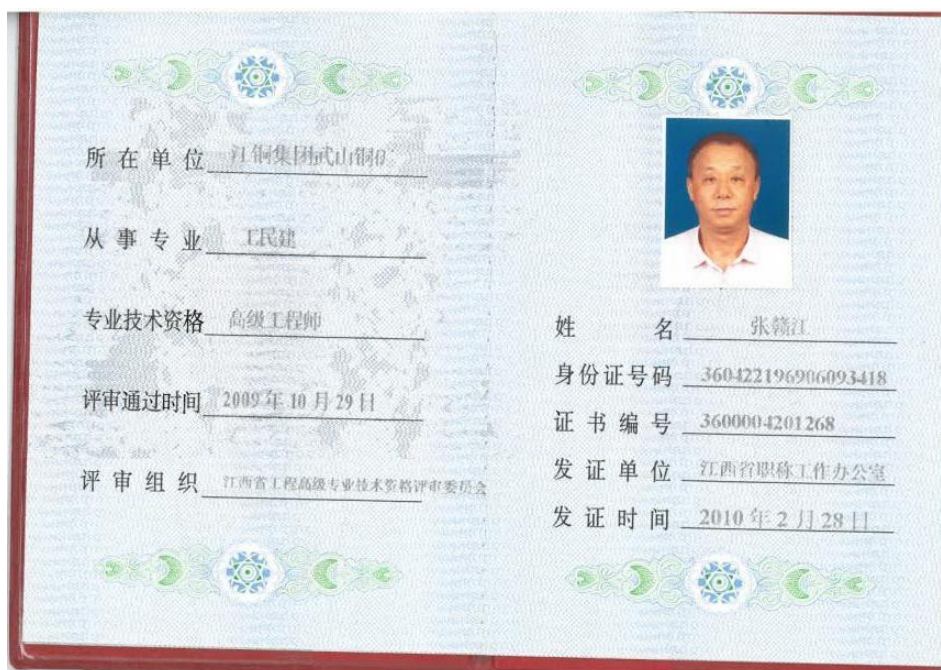 所在单位 江铜集团武山铜矿
从事专业 工民建
专业技术资格 高级工程师
评审通过时间 2009年10月29日
评审组织 江西省工程高级专业技术资格评审委员会
姓名 张赣江
身份证号码 360422196906093418
证书编号 3600004201268
发证单位 江西省职称工作办公室
发证时间 2010年2月28日